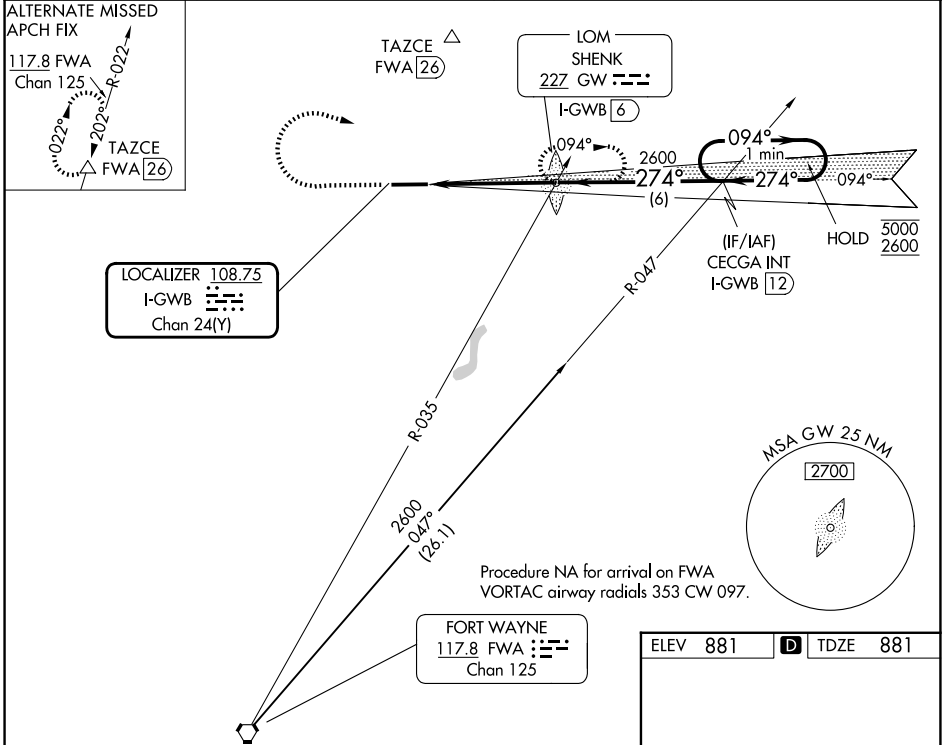 ALTERNATE MISSED
APCH FIX
117.8 FWA
Chan 125
R-022
022°
202°
TAZCE
FWA 26
TAZCE
FWA 26
LOM
SHENK
227 GW
I-GWB 6
094°
2600
274°
(6)
094°
1 min
274°
094°
HOLD
5000
2600
(IF/IAF)
CECGA INT
I-GWB 12
LOCALIZER 108.75
I-GWB
Chan 24(Y)
R-047
R-035
2600
047°
(26.1)
MSA GW 25 NM
2700
Procedure NA for arrival on FWA
VORTAC airway radials 353 CW 097.
FORT WAYNE
117.8 FWA
Chan 125
ELEV 881 D TDZE 881